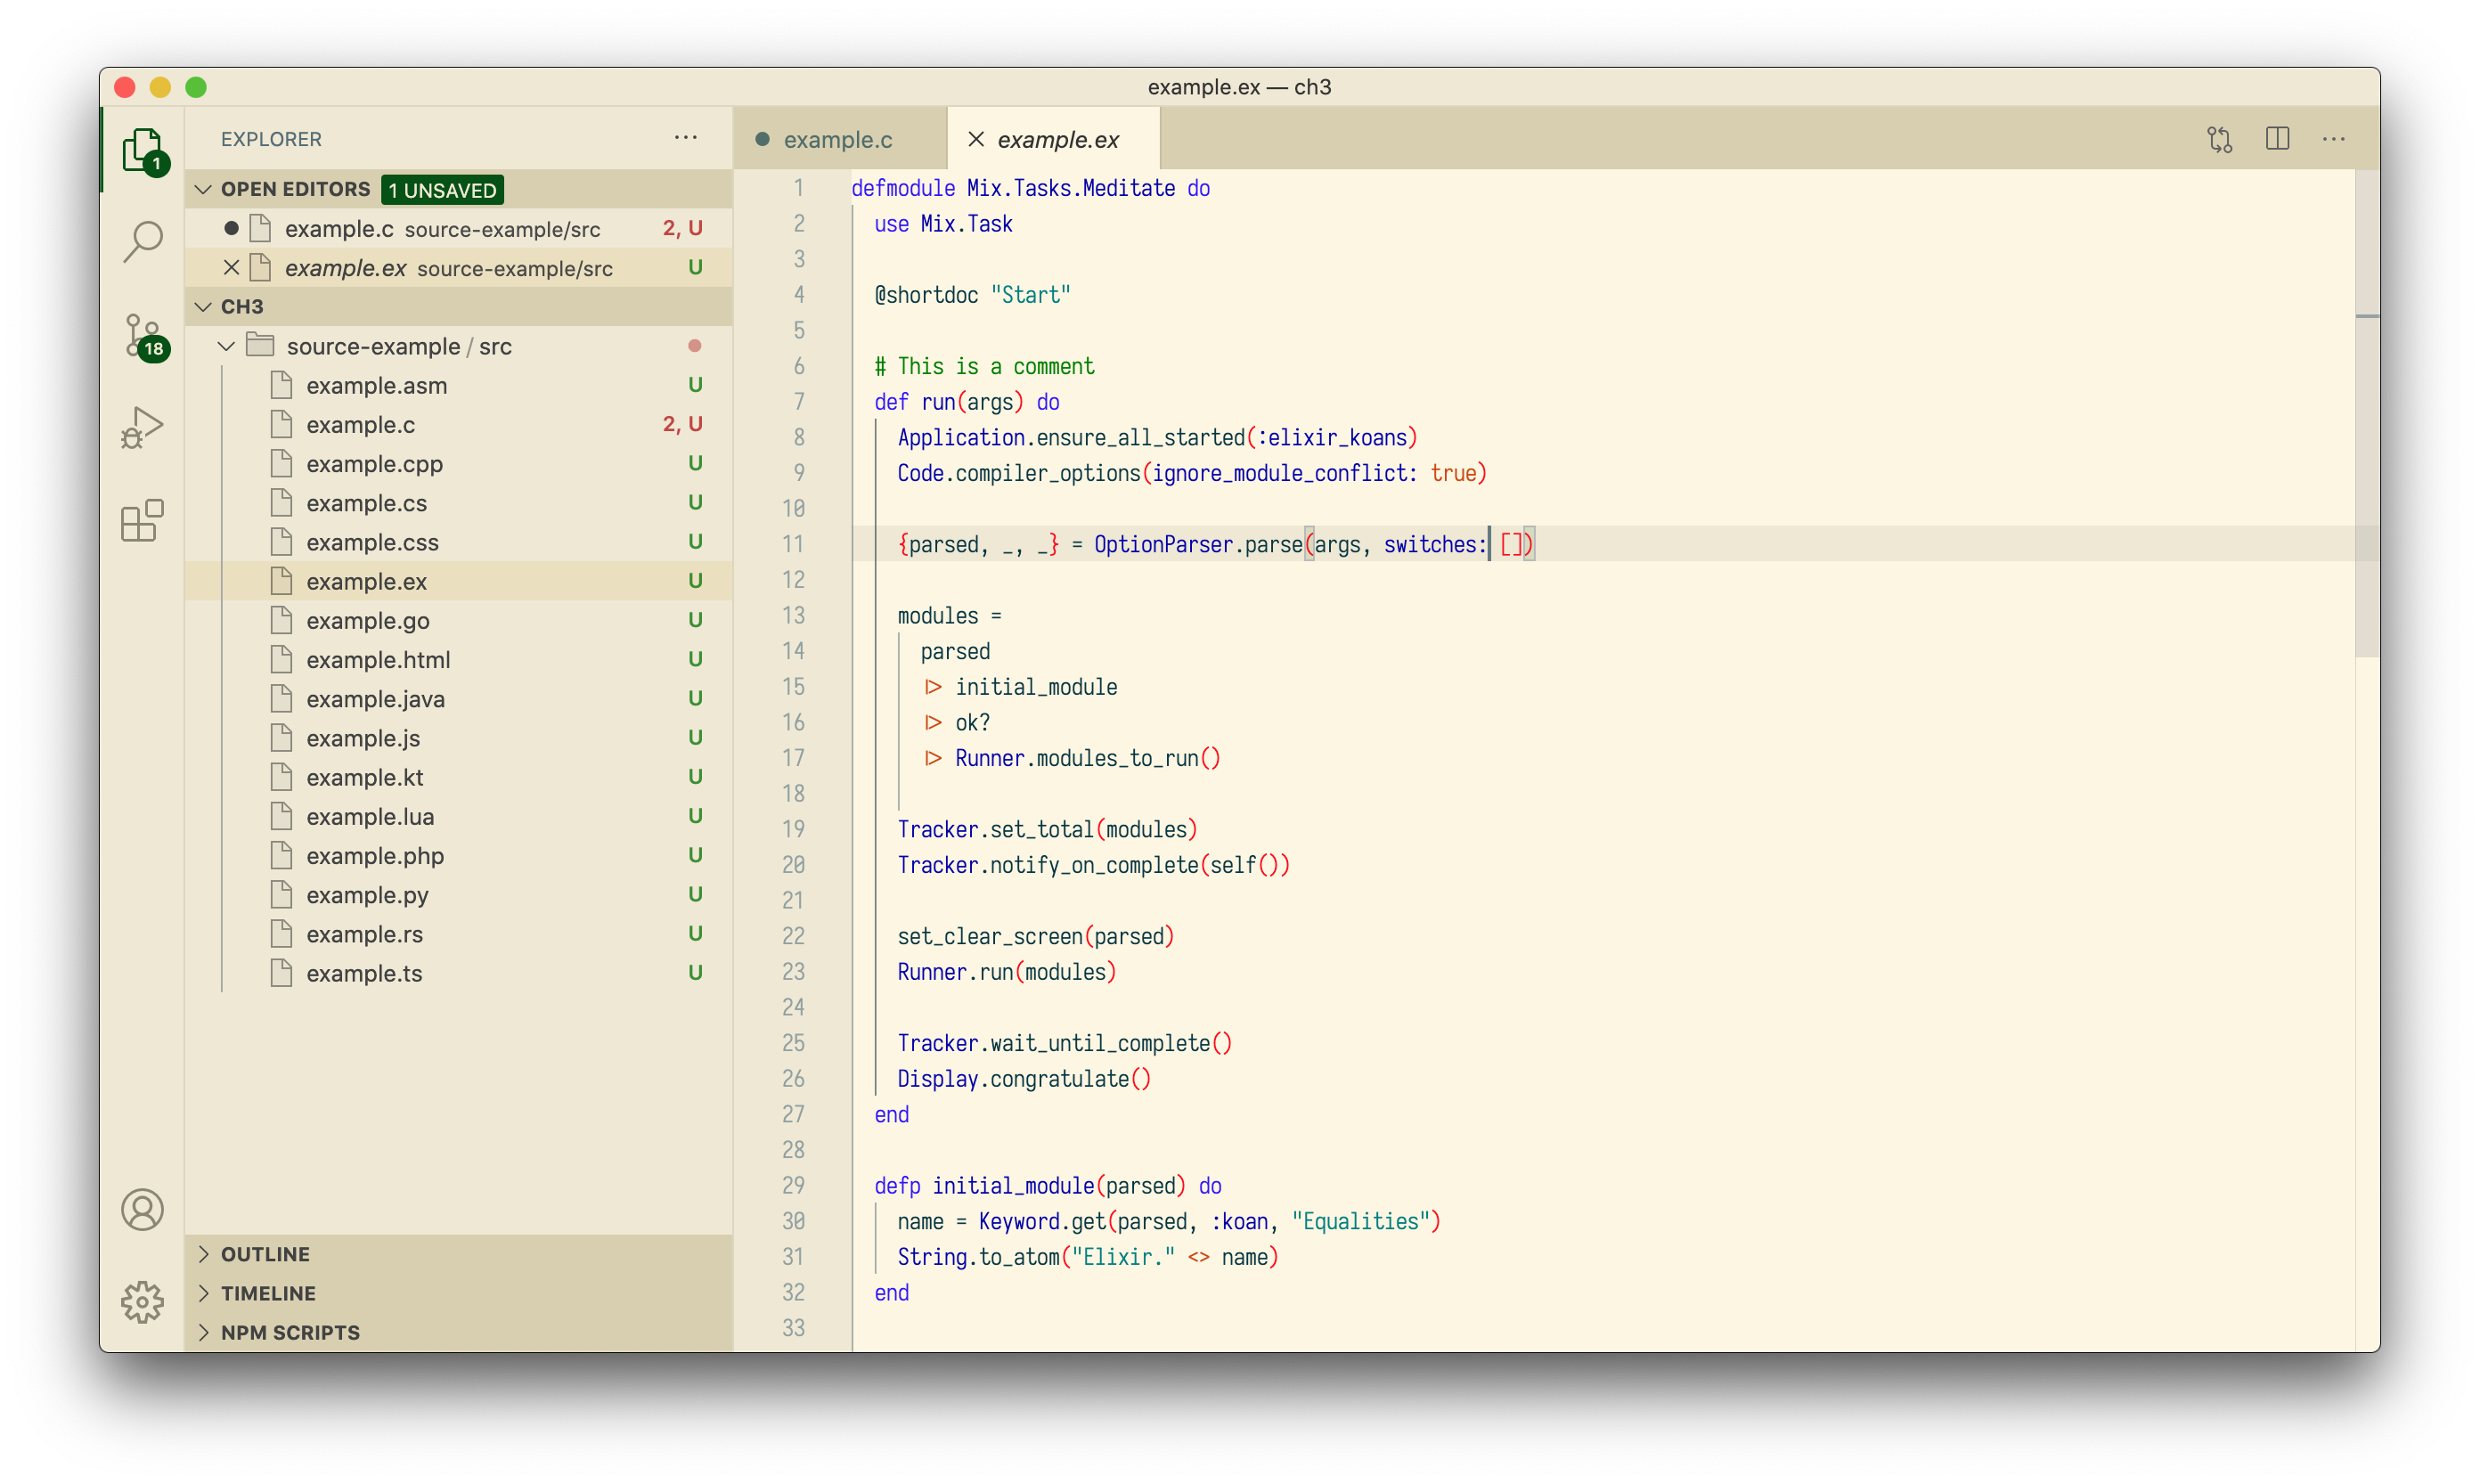 example.ex — ch3
1
18
EXPLORER
OPEN EDITORS 1 UNSAVED
example.c source-example/src 2, U
example.ex source-example/src U
CH3
source-example / src
example.asm U
example.c 2, U
example.cpp U
example.cs U
example.css U
example.ex U
example.go U
example.html U
example.java U
example.js U
example.kt U
example.lua U
example.php U
example.py U
example.rs U
example.ts U
OUTLINE
TIMELINE
NPM SCRIPTS
example.c example.ex
1 defmodule Mix.Tasks.Meditate do
2 use Mix.Task
3
4 @shortdoc "Start"
5
6 # This is a comment
7 def run(args) do
8 Application.ensure_all_started(:elixir_koans)
9 Code.compiler_options(ignore_module_conflict: true)
10
11 {parsed, _, _} = OptionParser.parse(args, switches: [])
12
13 modules =
14 parsed
15 |> initial_module
16 |> ok?
17 |> Runner.modules_to_run()
18
19 Tracker.set_total(modules)
20 Tracker.notify_on_complete(self())
21
22 set_clear_screen(parsed)
23 Runner.run(modules)
24
25 Tracker.wait_until_complete()
26 Display.congratulate()
27 end
28
29 defp initial_module(parsed) do
30 name = Keyword.get(parsed, :koan, "Equalities")
31 String.to_atom("Elixir." <> name)
32 end
33